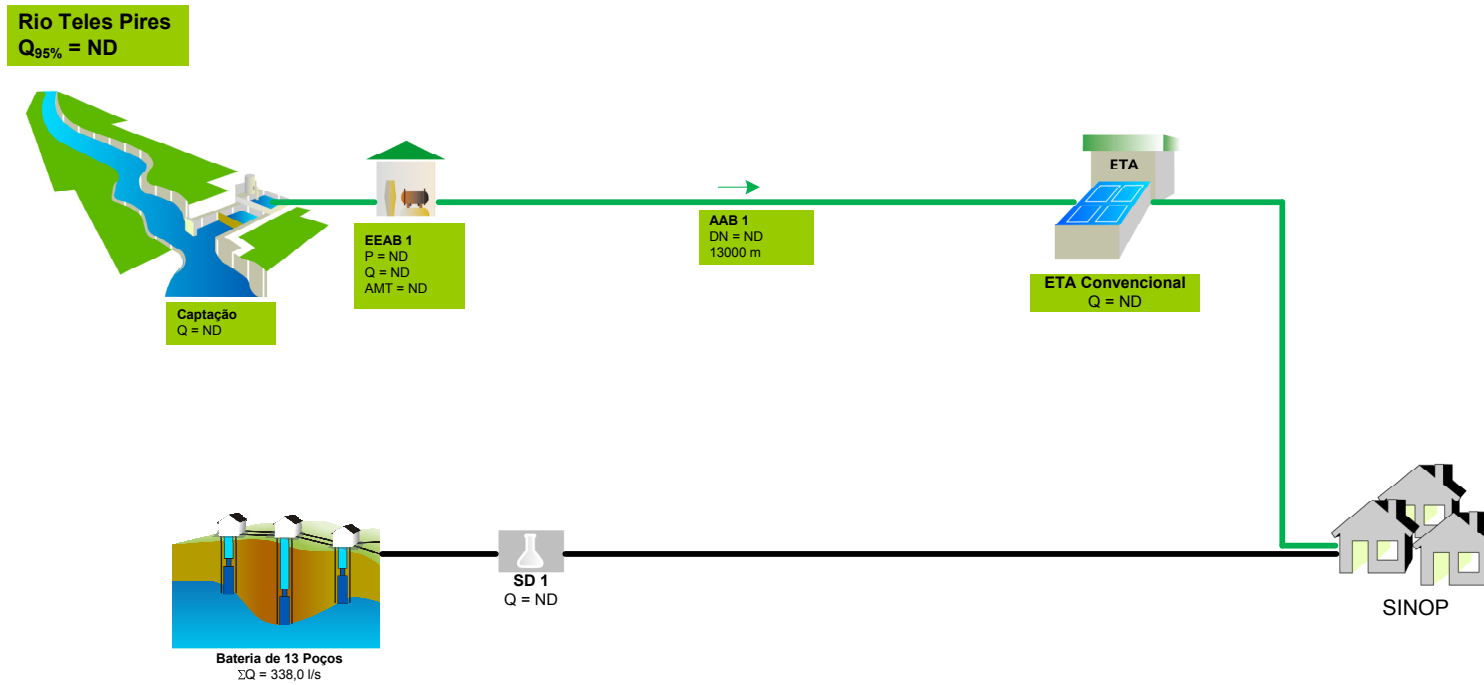 Rio Teles Pires
Q95% = ND
ETA
EEAB 1
P = ND
Q = ND
AMT = ND
AAB 1
DN = ND
13000 m
ETA Convencional
Q = ND
Captação
Q = ND
SD 1
Q = ND
SINOP
Bateria de 13 Poços
ΣQ = 338,0 l/s